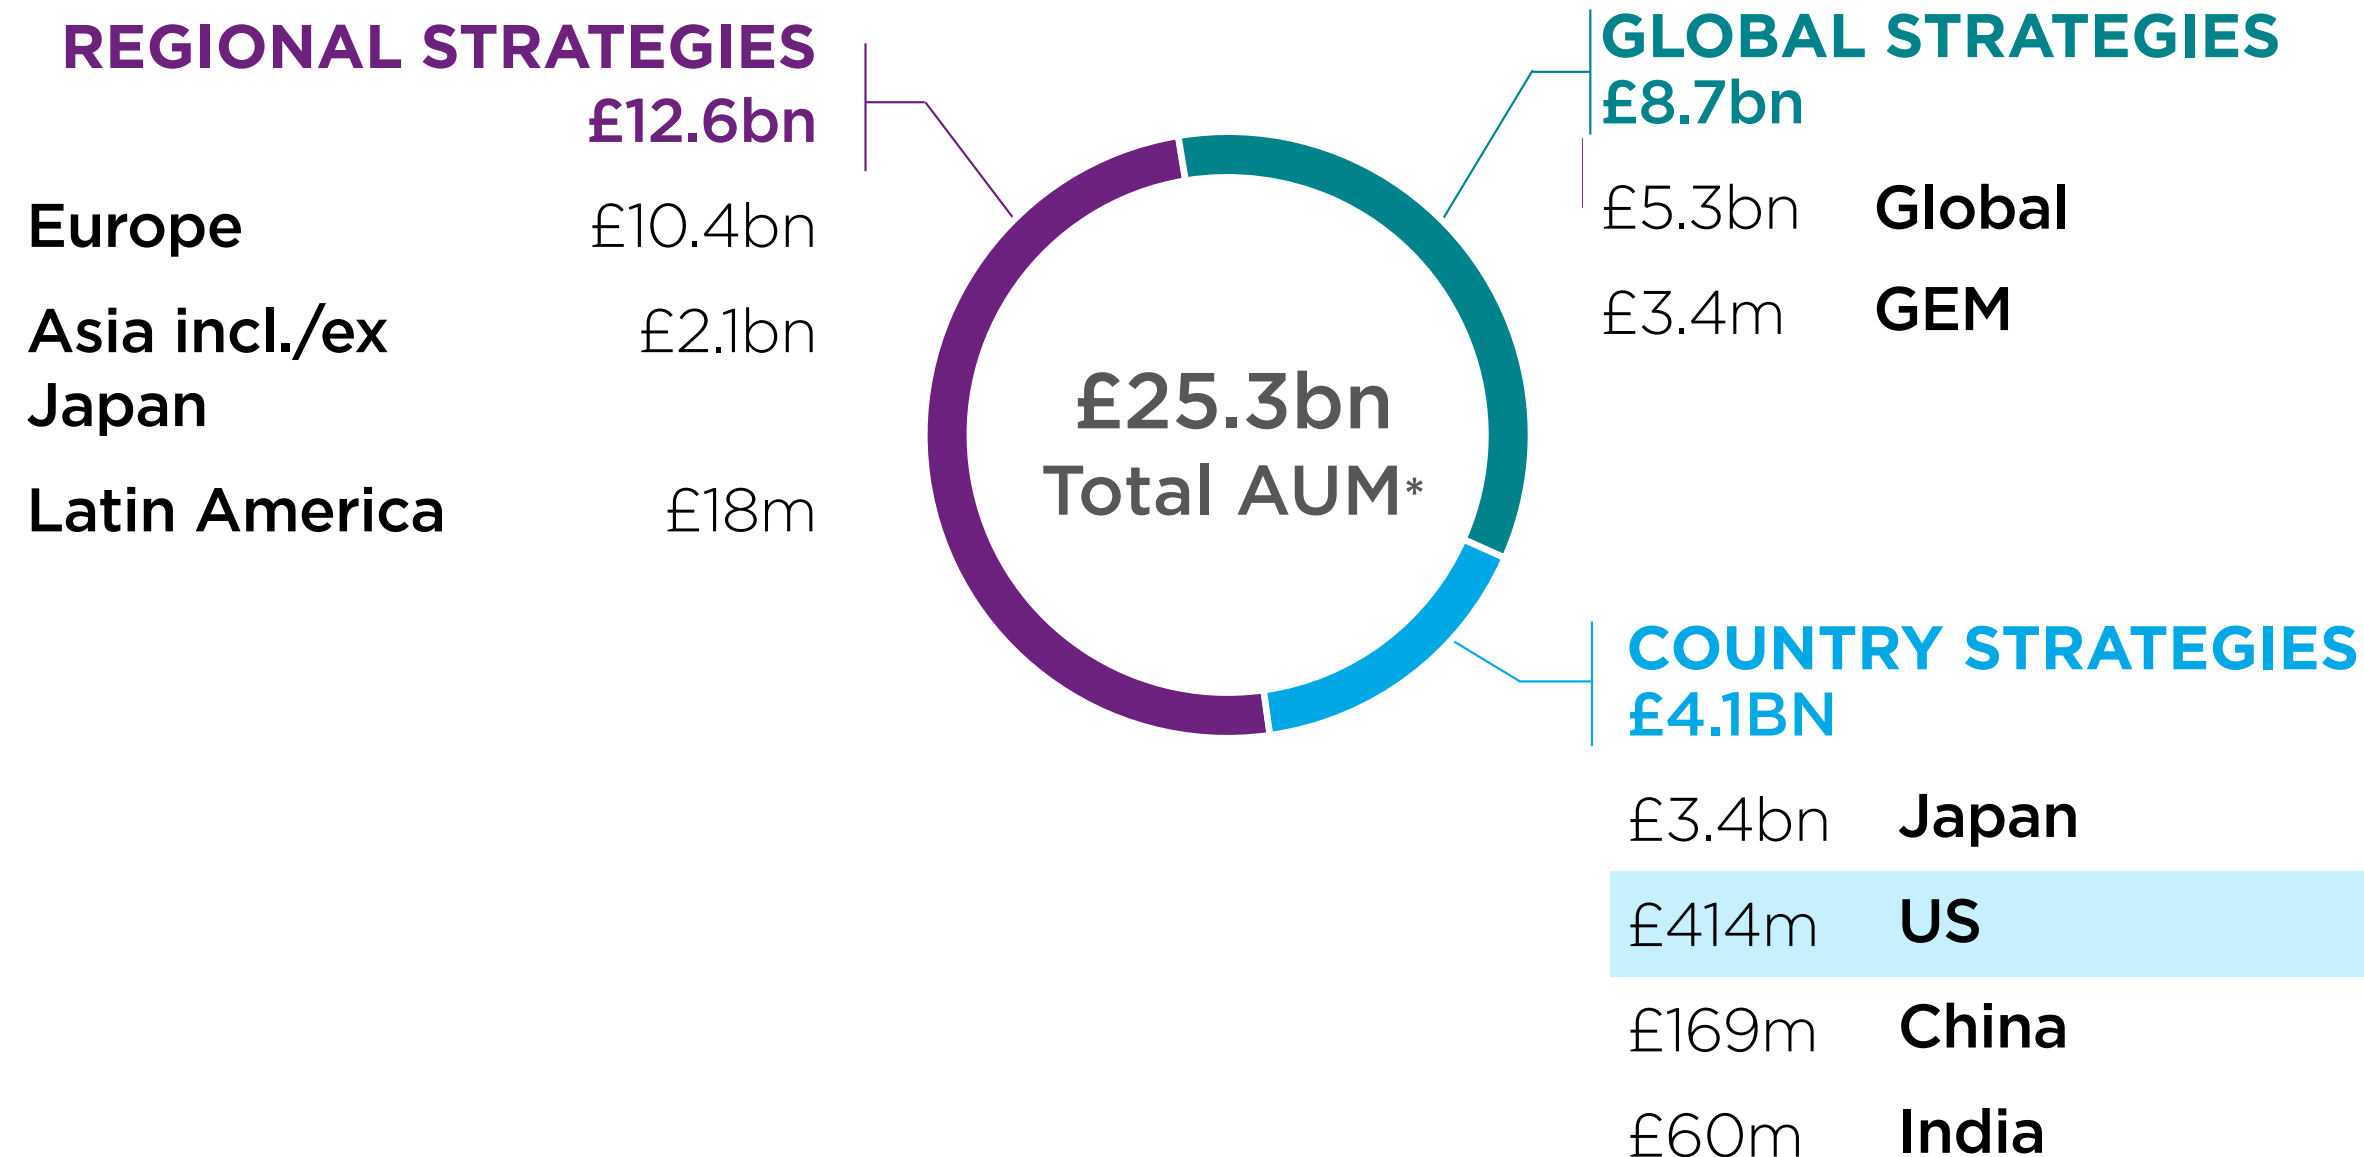 REGIONAL STRATEGIES
£12.6bn
Europe £10.4bn
Asia incl./ex £2.1bn
Japan
Latin America £18m
£25.3bn
Total AUM*
GLOBAL STRATEGIES
£8.7bn
£5.3bn Global
£3.4m GEM
COUNTRY STRATEGIES
£4.1BN
£3.4bn Japan
£414m US
£169m China
£60m India